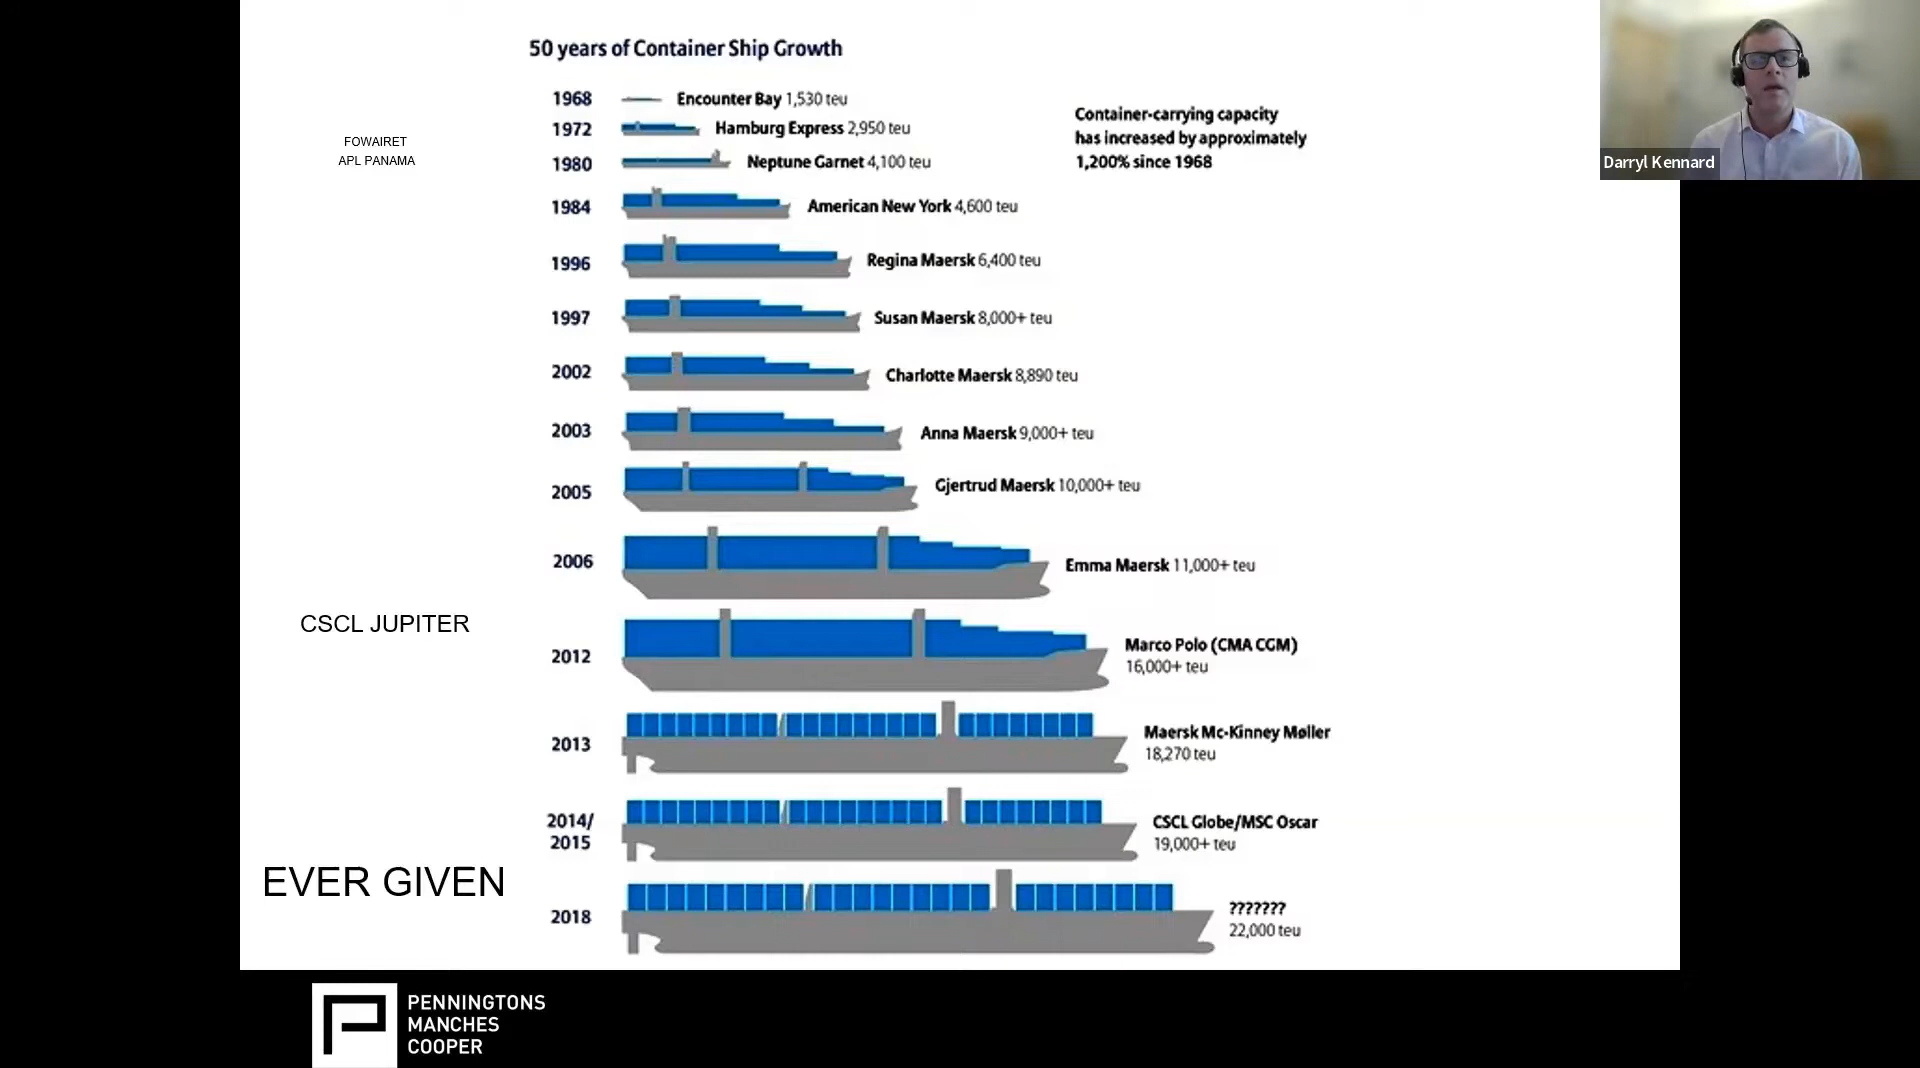 50 years of Container Ship Growth
1968 Encounter Bay 1,530 teu
1972 Hamburg Express 2,950 teu
1980 Neptune Garnet 4,100 teu
1984 American New York 4,600 teu
1996 Regina Maersk 6,400 teu
1997 Susan Maersk 8,000+ teu
2002 Charlotte Maersk 8,890 teu
2003 Anna Maersk 9,000+ teu
2005 Gjertrud Maersk 10,000+ teu
2006 Emma Maersk 11,000+ teu
2012 Marco Polo (CMA CGM)
16,000+ teu
2013 Maersk Mc-Kinney Møller
18,270 teu
2014/
2015
CSCL Globe/MSC Oscar
19,000+ teu
2018 ???????
22,000 teu
Container-carrying capacity
has increased by approximately
1,200% since 1968
FOWAIRET
APL PANAMA
CSCL JUPITER
EVER GIVEN
Darryl Kennard
PENNINGTONS
MANCHES
COOPER